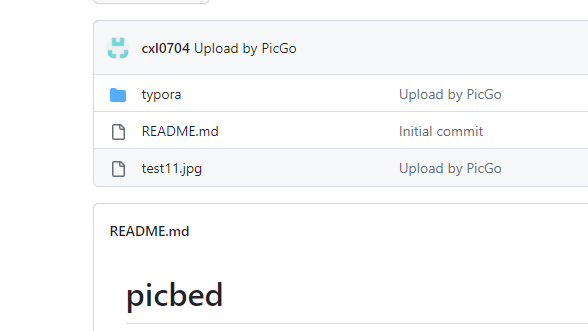 cxl0704 Upload by PicGo
typora Upload by PicGo
README.md Initial commit
test11.jpg Upload by PicGo
README.md
picbed